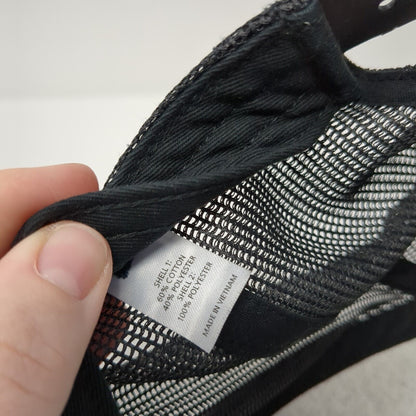 SHELL 1:
60% COTTON
40% POLYESTER
SHELL 2:
100% POLYESTER
MADE IN VIETNAM